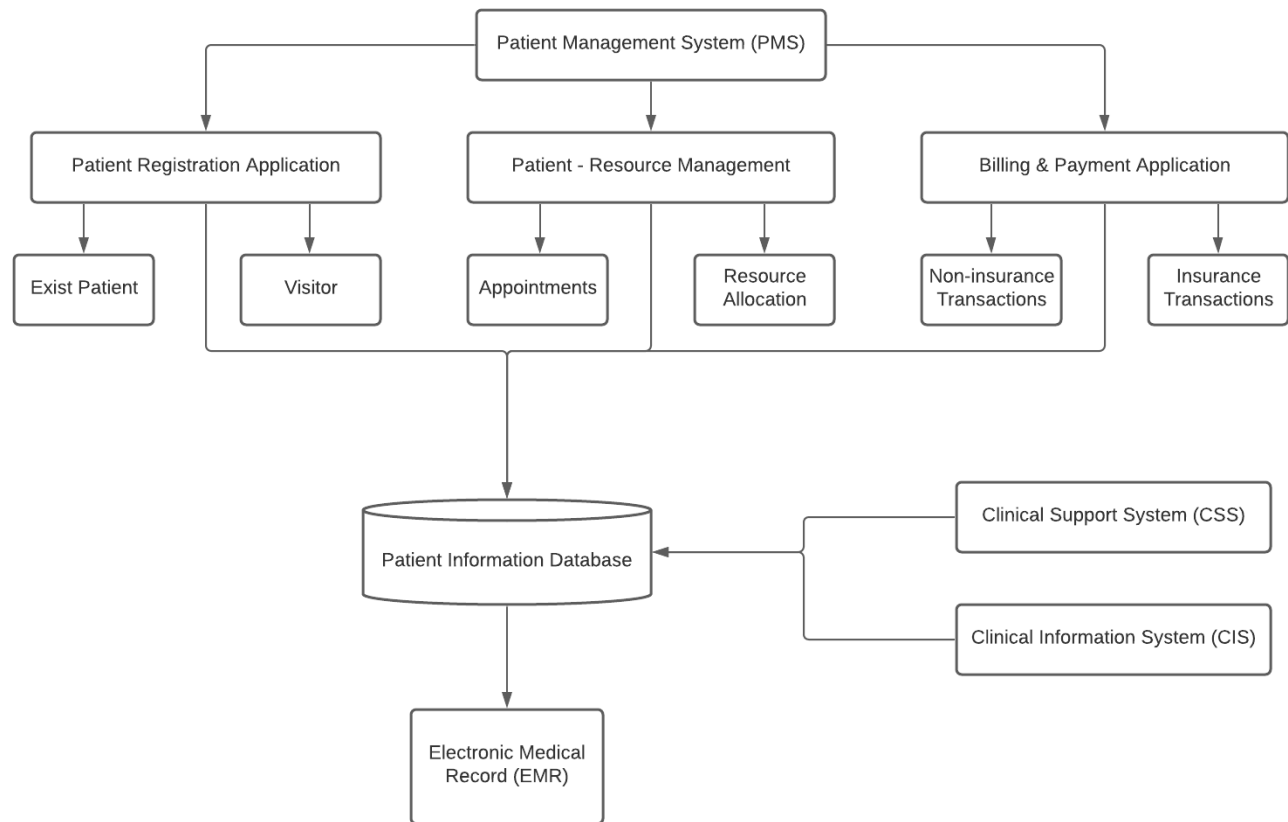 Patient Management System (PMS)
Patient Registration Application
Patient - Resource Management
Billing & Payment Application
Exist Patient
Visitor
Appointments
Resource
Allocation
Non-insurance
Transactions
Insurance
Transactions
Patient Information Database
Clinical Support System (CSS)
Clinical Information System (CIS)
Electronic Medical
Record (EMR)